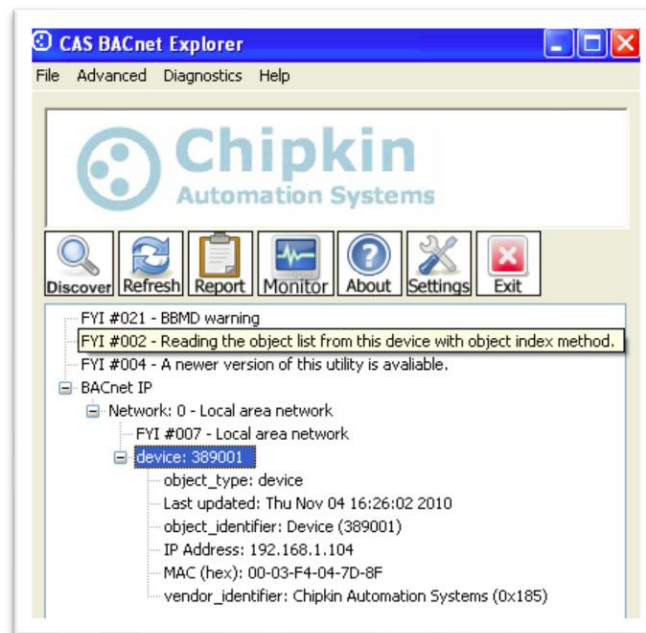 CAS BACnet Explorer
File Advanced Diagnostics Help
Chipkin
Automation Systems
Discover Refresh Report Monitor About Settings Exit
FYI #021 - BBMD warning
FYI #002 - Reading the object list from this device with object index method.
FYI #004 - A newer version of this utility is avaliable.
BACnet IP
Network: 0 - Local area network
FYI #007 - Local area network
device: 389001
object_type: device
Last updated: Thu Nov 04 16:26:02 2010
object_identifier: Device (389001)
IP Address: 192.168.1.104
MAC (hex): 00-03-F4-04-7D-8F
vendor_identifier: Chipkin Automation Systems (0x185)